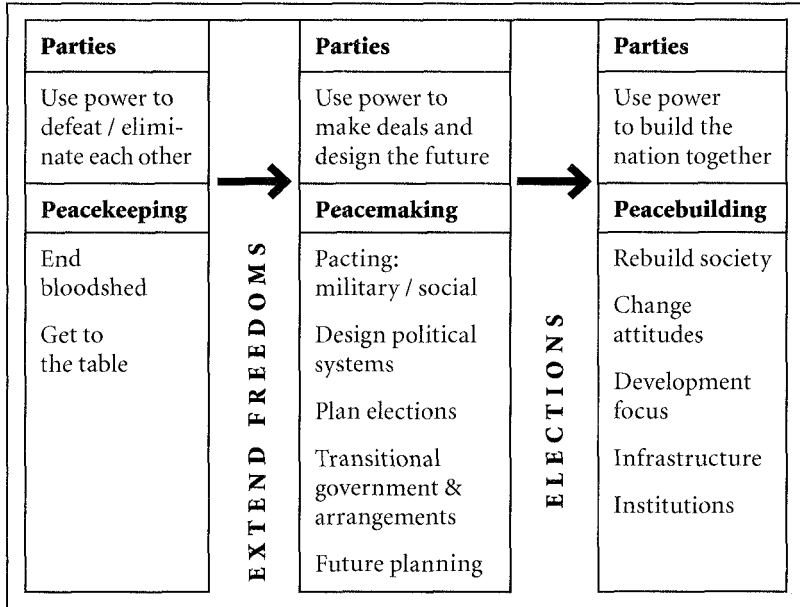 Parties
Use power to
defeat / elimi-
nate each other
Peacekeeping
End
bloodshed
Get to
the table
EXTEND FREEDOMS
Parties
Use power to
make deals and
design the future
Peacemaking
Pacting:
military / social
Design political
systems
Plan elections
Transitional
government &
arrangements
Future planning
ELECTIONS
Parties
Use power
to build the
nation together
Peacebuilding
Rebuild society
Change
attitudes
Development
focus
Infrastructure
Institutions